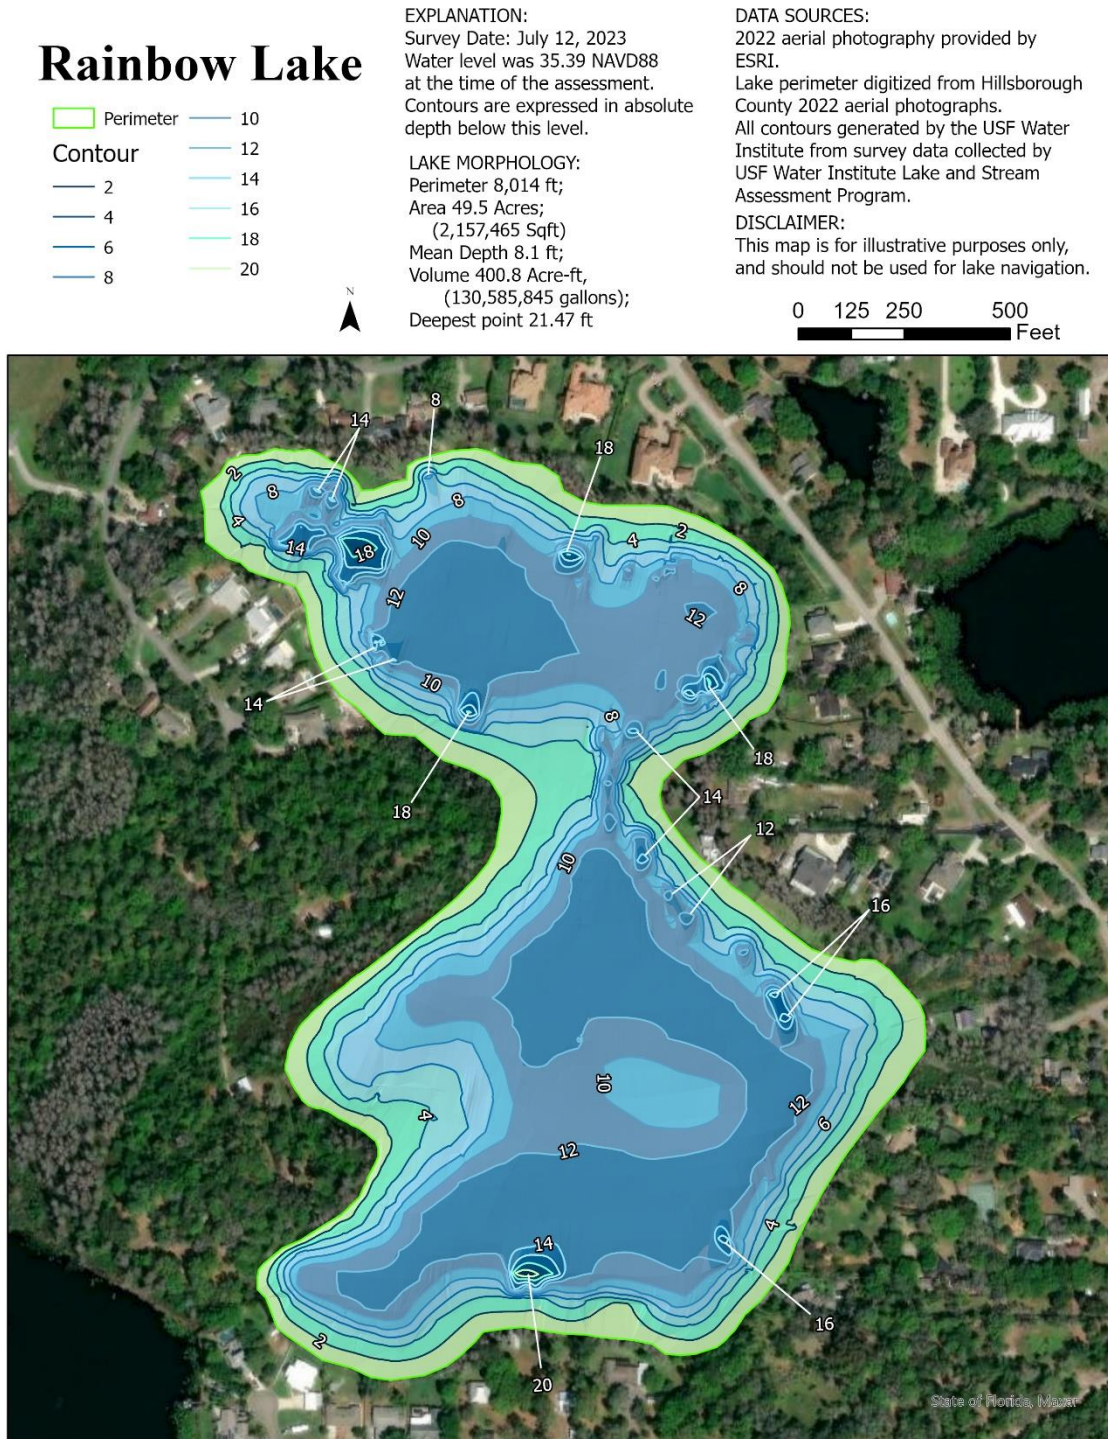 Rainbow Lake
Perimeter
Contour
2
4
6
8
10
12
14
16
18
20
N
EXPLANATION:
Survey Date: July 12, 2023
Water level was 35.39 NAVD88
at the time of the assessment.
Contours are expressed in absolute
depth below this level.
LAKE MORPHOLOGY:
Perimeter 8,014 ft;
Area 49.5 Acres;
(2,157,465 Sqft)
Mean Depth 8.1 ft;
Volume 400.8 Acre-ft,
(130,585,845 gallons);
Deepest point 21.47 ft
DATA SOURCES:
2022 aerial photography provided by
ESRI.
Lake perimeter digitized from Hillsborough
County 2022 aerial photographs.
All contours generated by the USF Water
Institute from survey data collected by
USF Water Institute Lake and Stream
Assessment Program.
DISCLAIMER:
This map is for illustrative purposes only,
and should not be used for lake navigation.
0 125 250 500
Feet
8
14
18
2
8
8
4
10
2
4
14
18
8
12
12
10
14
8
18
18
14
12
10
16
10
4
12
6
12
4
14
16
2
20
State of Florida, Maxar